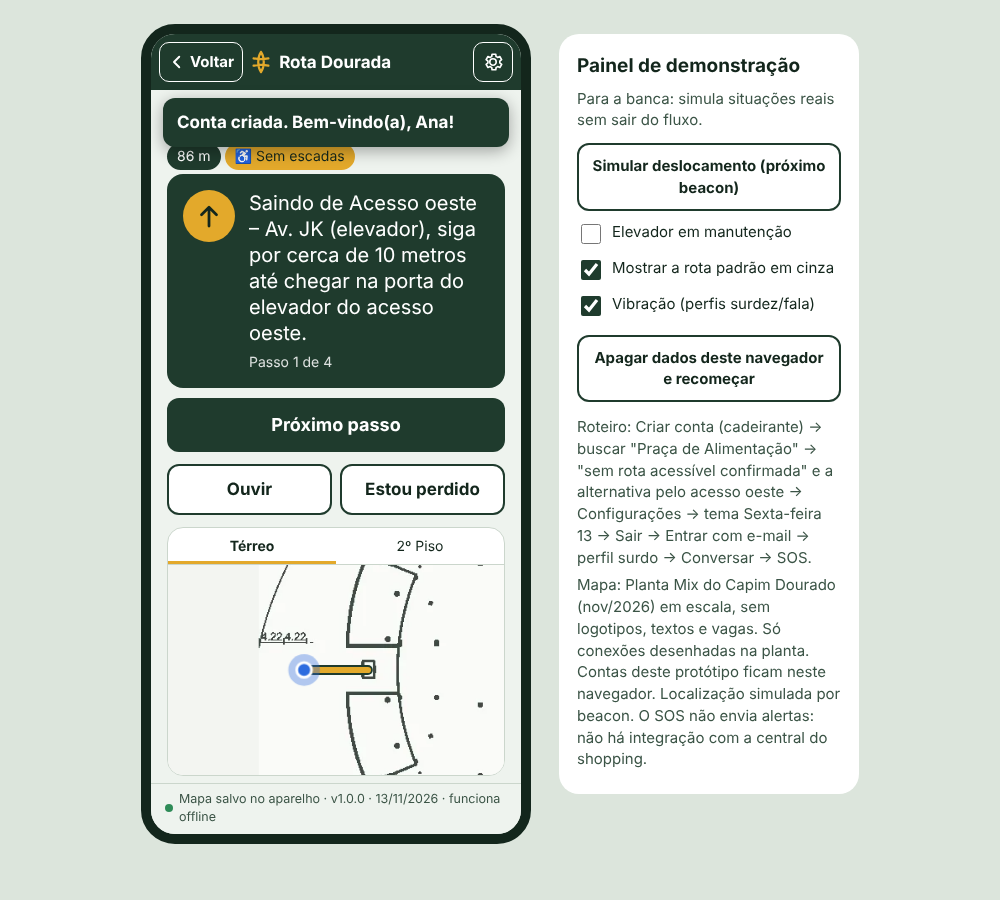 Voltar
Rota Dourada
Conta criada. Bem-vindo(a), Ana!
86 m
♿ Sem escadas
Saindo de Acesso oeste
– Av. JK (elevador), siga
por cerca de 10 metros
até chegar na porta do
elevador do acesso
oeste.
Passo 1 de 4
Próximo passo
Ouvir
Estou perdido
Térreo
2º Piso
4.22
4.22
Mapa salvo no aparelho · v1.0.0 · 13/11/2026 · funciona
offline
Painel de demonstração
Para a banca: simula situações reais
sem sair do fluxo.
Simular deslocamento (próximo
beacon)
Elevador em manutenção
Mostrar a rota padrão em cinza
Vibração (perfis surdez/fala)
Apagar dados deste navegador
e recomeçar
Roteiro: Criar conta (cadeirante) →
buscar "Praça de Alimentação" →
"sem rota acessível confirmada" e a
alternativa pelo acesso oeste →
Configurações → tema Sexta-feira
13 → Sair → Entrar com e-mail →
perfil surdo → Conversar → SOS.
Mapa: Planta Mix do Capim Dourado
(nov/2026) em escala, sem
logotipos, textos e vagas. Só
conexões desenhadas na planta.
Contas deste protótipo ficam neste
navegador. Localização simulada por
beacon. O SOS não envia alertas:
não há integração com a central do
shopping.